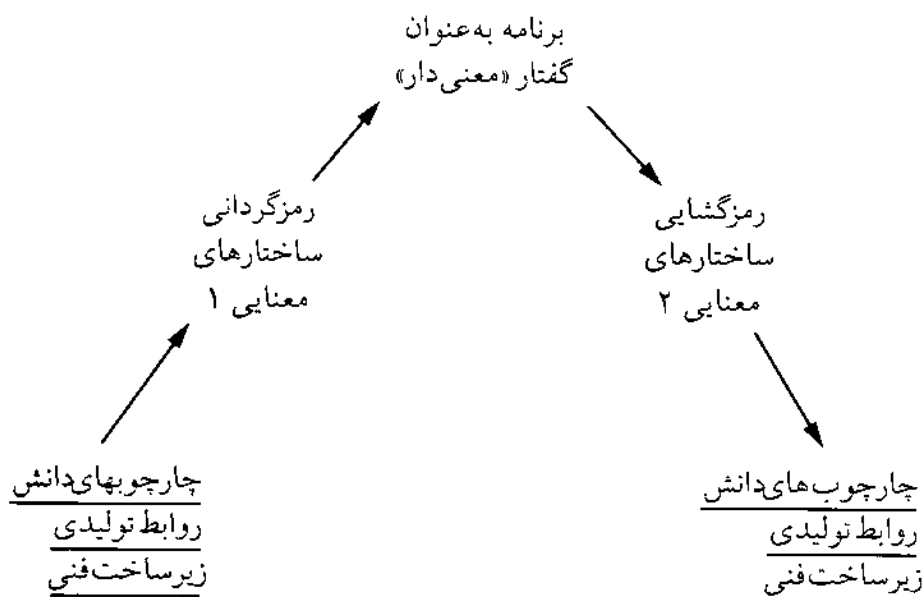 برنامه به‌عنوان
گفتار «معنی‌دار»
رمزگردانی
ساختارهای
معنایی ۱
رمزگشایی
ساختارهای
معنایی ۲
چارچوبهای‌دانش
روابط تولیدی
زیرساخت‌فنی
چارچوب‌های‌دانش
روابط تولیدی
زیرساخت‌فنی